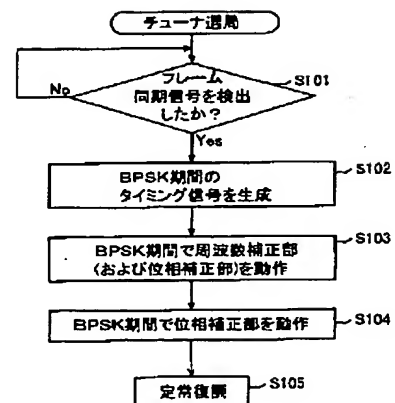 チューナ選局
フレーム
同期信号を検出
したか？
S101
No
Yes
BPSK期間の
タイミング信号を生成
S102
BPSK期間で周波数補正部
(および位相補正部)を動作
S103
BPSK期間で位相補正部を動作
S104
定常復調
S105